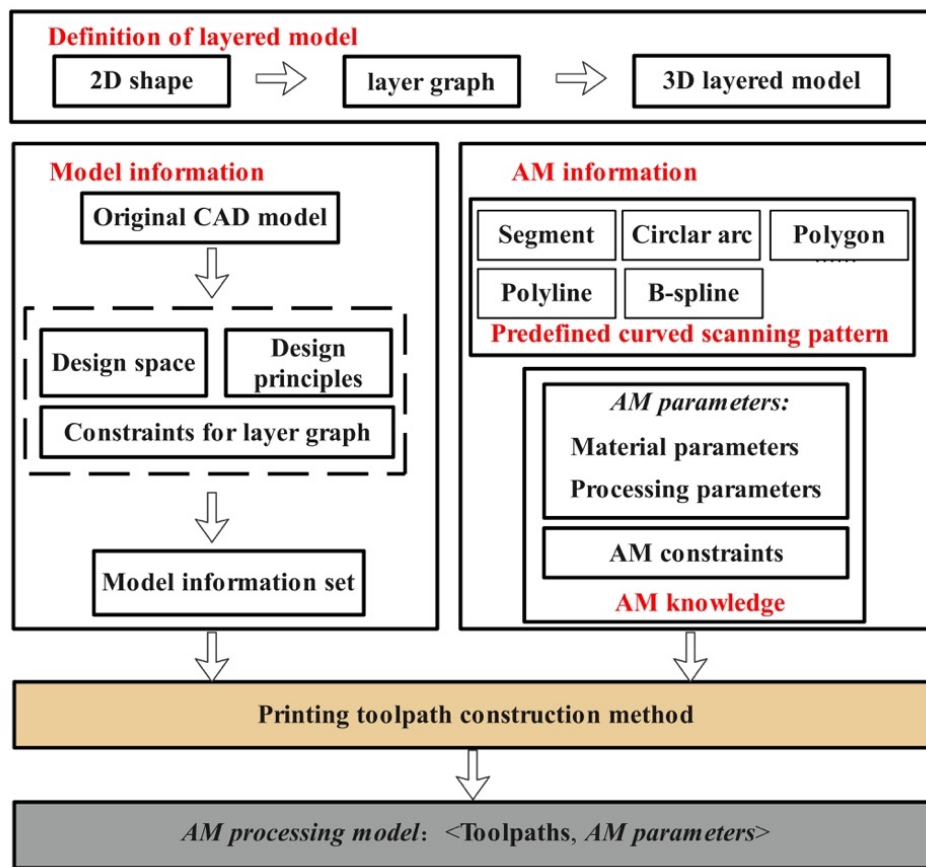 Definition of layered model
2D shape
layer graph
3D layered model
Model information
Original CAD model
Design space
Design
principles
Constraints for layer graph
Model information set
AM information
Segment
Circlar arc
Polygon
......
Polyline
B-spline
Predefined curved scanning pattern
AM parameters:
Material parameters
Processing parameters
AM constraints
AM knowledge
Printing toolpath construction method
AM processing model: <Toolpaths, AM parameters>